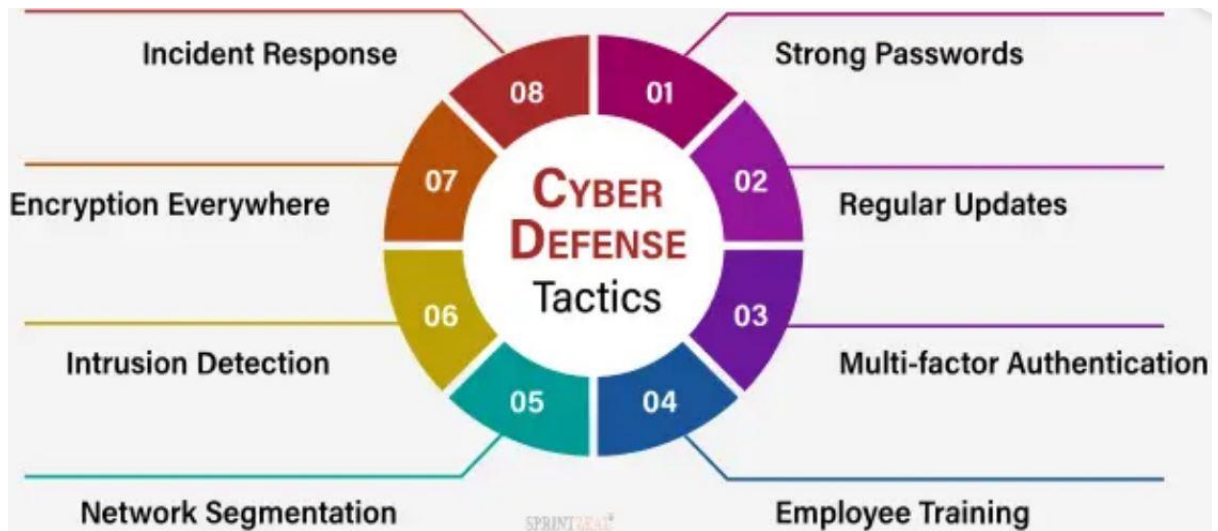 Incident Response
Strong Passwords
08
01
07
CYBER
02
Encryption Everywhere
DEFENSE
Regular Updates
Tactics
06
03
Intrusion Detection
Multi-factor Authentication
05
04
Network Segmentation
SPRINTZEAL
Employee Training